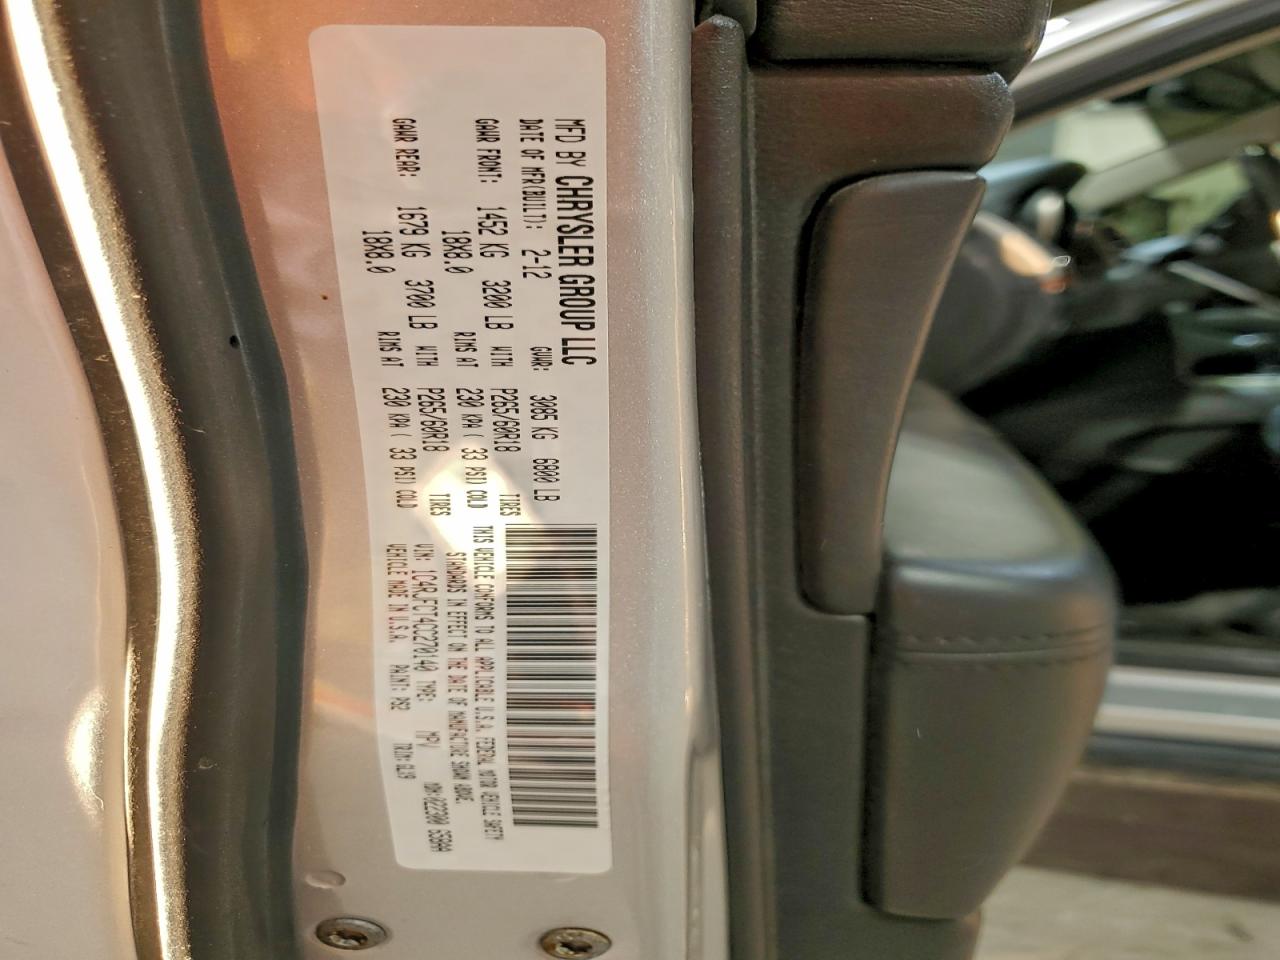 MFD BY CHRYSLER GROUP LLC
DATE OF MFR(BUILT): 2-12 GVWR: 3085 KG 6800 LB
GAWR FRONT: 1452 KG 3200 LB WITH P265/60R18 TIRES
18X8.0 RIMS AT 230 KPA ( 33 PSI) COLD
GAWR REAR: 1679 KG 3700 LB WITH P265/60R18 TIRES
18X8.0 RIMS AT 230 KPA ( 33 PSI) COLD
THIS VEHICLE CONFORMS TO ALL APPLICABLE U.S.A. FEDERAL MOTOR VEHICLE SAFETY
STANDARDS IN EFFECT ON THE DATE OF MANUFACTURE SHOWN ABOVE.
VIN: 1C4RJFCT4CC270140 TYPE: MPV
VEHICLE MADE IN U.S.A. PAINT: PS2 TRIM: